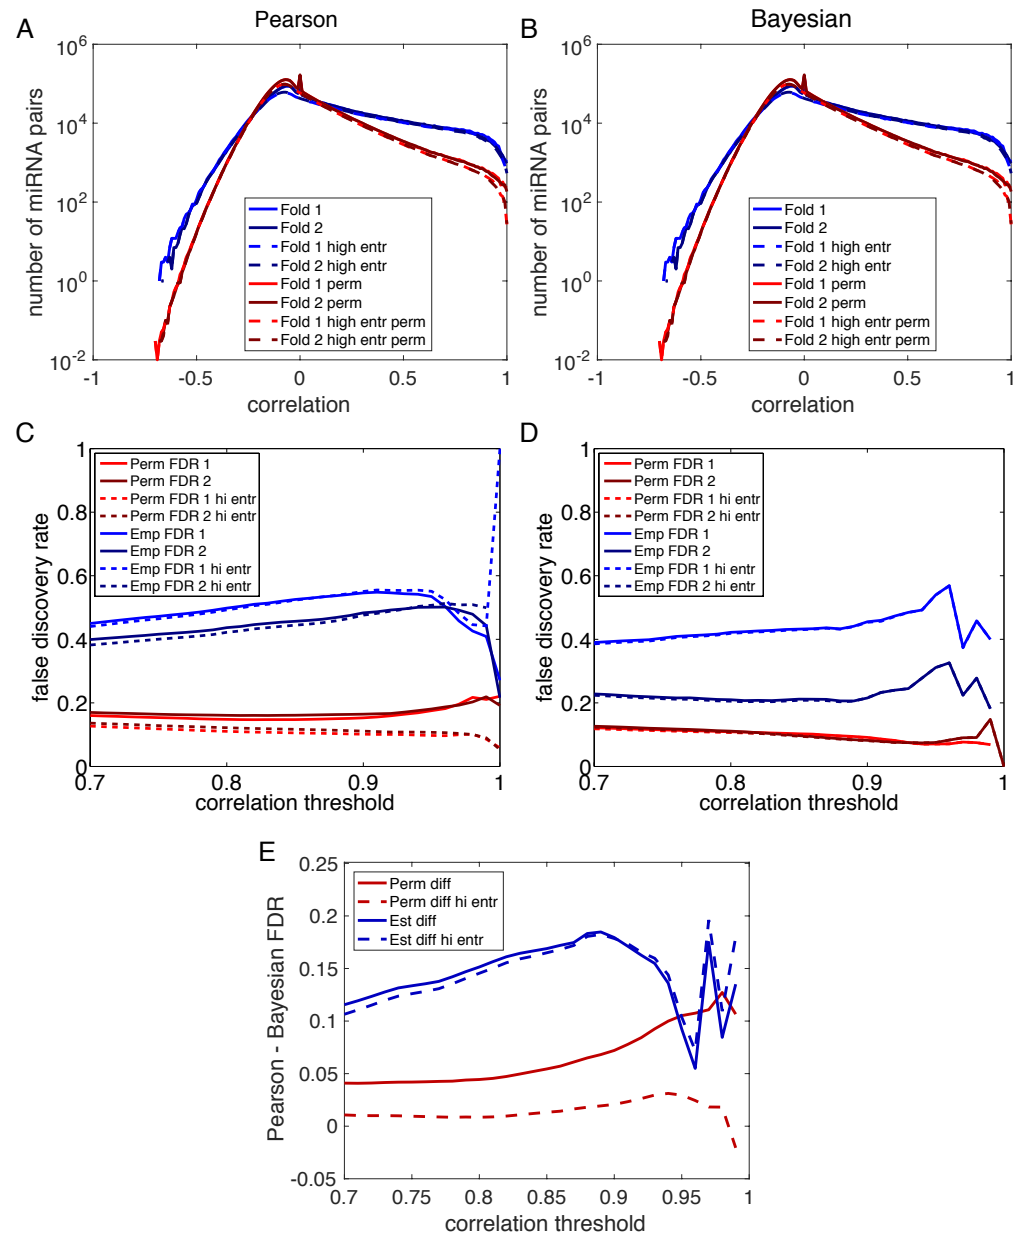 A
Pearson
B
Bayesian
10^6
10^4
10^2
10^0
10^-2
number of miRNA pairs
Fold 1
Fold 2
Fold 1 high entr
Fold 2 high entr
Fold 1 perm
Fold 2 perm
Fold 1 high entr perm
Fold 2 high entr perm
-1
-0.5
0
0.5
1
correlation
10^6
10^4
10^2
10^0
10^-2
number of miRNA pairs
Fold 1
Fold 2
Fold 1 high entr
Fold 2 high entr
Fold 1 perm
Fold 2 perm
Fold 1 high entr perm
Fold 2 high entr perm
-1
-0.5
0
0.5
1
correlation
C
1
0.8
0.6
0.4
0.2
0
false discovery rate
Perm FDR 1
Perm FDR 2
Perm FDR 1 hi entr
Perm FDR 2 hi entr
Emp FDR 1
Emp FDR 2
Emp FDR 1 hi entr
Emp FDR 2 hi entr
0.7
0.8
0.9
1
correlation threshold
D
1
0.8
0.6
0.4
0.2
0
false discovery rate
Perm FDR 1
Perm FDR 2
Perm FDR 1 hi entr
Perm FDR 2 hi entr
Emp FDR 1
Emp FDR 2
Emp FDR 1 hi entr
Emp FDR 2 hi entr
0.7
0.8
0.9
1
correlation threshold
E
0.25
0.2
0.15
0.1
0.05
0
-0.05
Pearson - Bayesian FDR
Perm diff
Perm diff hi entr
Est diff
Est diff hi entr
0.7
0.75
0.8
0.85
0.9
0.95
1
correlation threshold